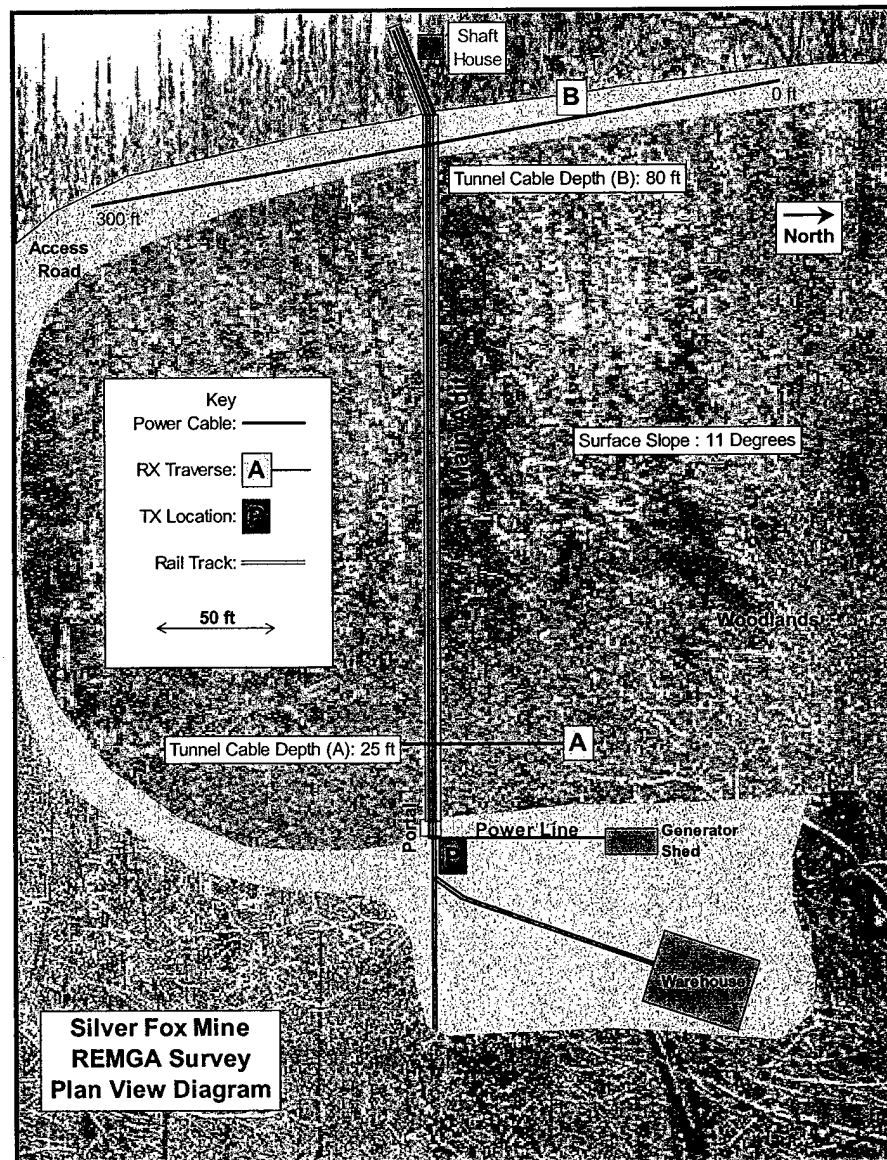 Shaft
House
B
0 ft
Tunnel Cable Depth (B): 80 ft
300 ft
North
Access
Road
Main Adit
Key
Power Cable:
Surface Slope : 11 Degrees
RX Traverse: A
TX Location: P
Rail Track:
50 ft
Woodlands
Tunnel Cable Depth (A): 25 ft
A
Portal
Power Line
Generator
Shed
P
Warehouse
Silver Fox Mine
REMGA Survey
Plan View Diagram